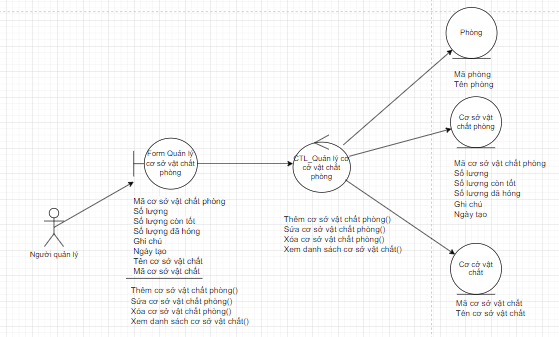 Phòng
Mã phòng
Tên phòng
Cơ sở vật
chất phòng
Mã cơ sở vật chất phòng
Số lượng
Số lượng còn tốt
Số lượng đã hỏng
Ghi chú
Ngày tạo
Cơ cở vật
chất
Mã cơ sở vật chất
Tên cơ sở vật chất
CTL_Quản lý cơ
cở vật chất
phòng
Thêm cơ sở vật chất phòng()
Sửa cơ sở vật chất phòng()
Xóa cơ sở vật chất phòng()
Xem danh sách cơ sở vật chất()
Form Quản lý
cơ sở vật chất
phòng
Mã cơ sở vật chất phòng
Số lượng
Số lượng còn tốt
Số lượng đã hỏng
Ghi chú
Ngày tạo
Tên cơ sở vật chất
Mã cơ sở vật chất
Thêm cơ sở vật chất phòng()
Sửa cơ sở vật chất phòng()
Xóa cơ sở vật chất phòng()
Xem danh sách cơ sở vật chất()
Người quản lý